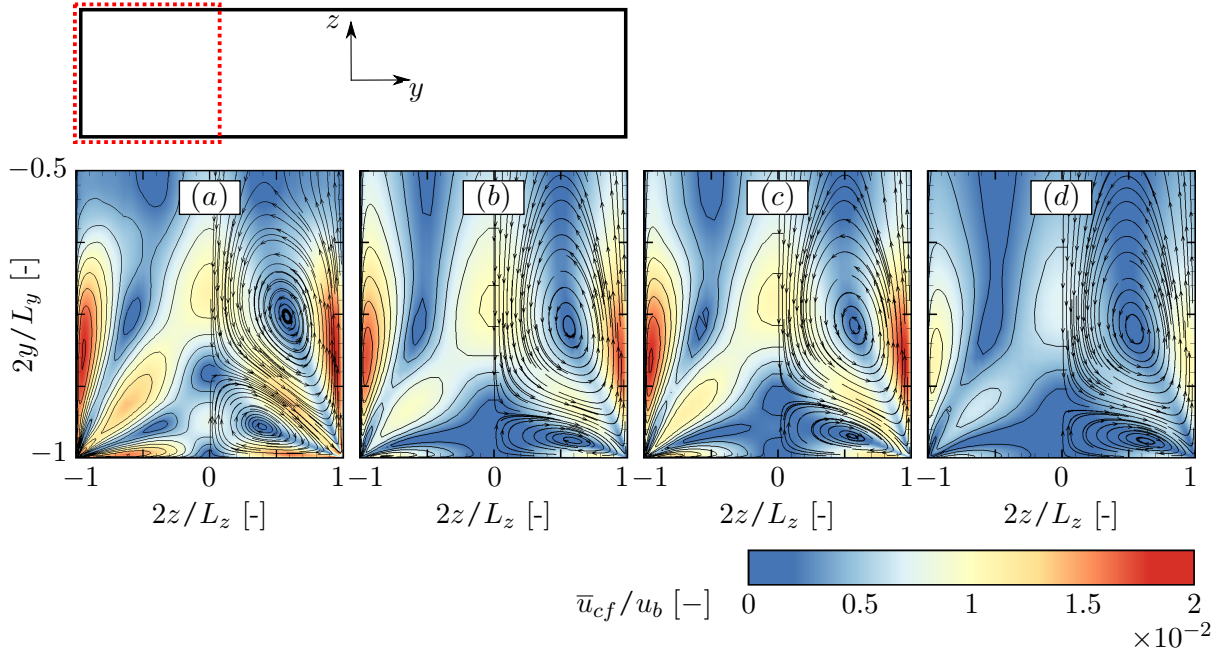 z
y
−0.5
(a) (b) (c) (d)
2y/L_y [-]
−1
−1 0 1 −1 0 1 −1 0 1 −1 0 1
2z/L_z [-] 2z/L_z [-] 2z/L_z [-] 2z/L_z [-]
u̅_cf/u_b [−]
0 0.5 1 1.5 2
×10^−2